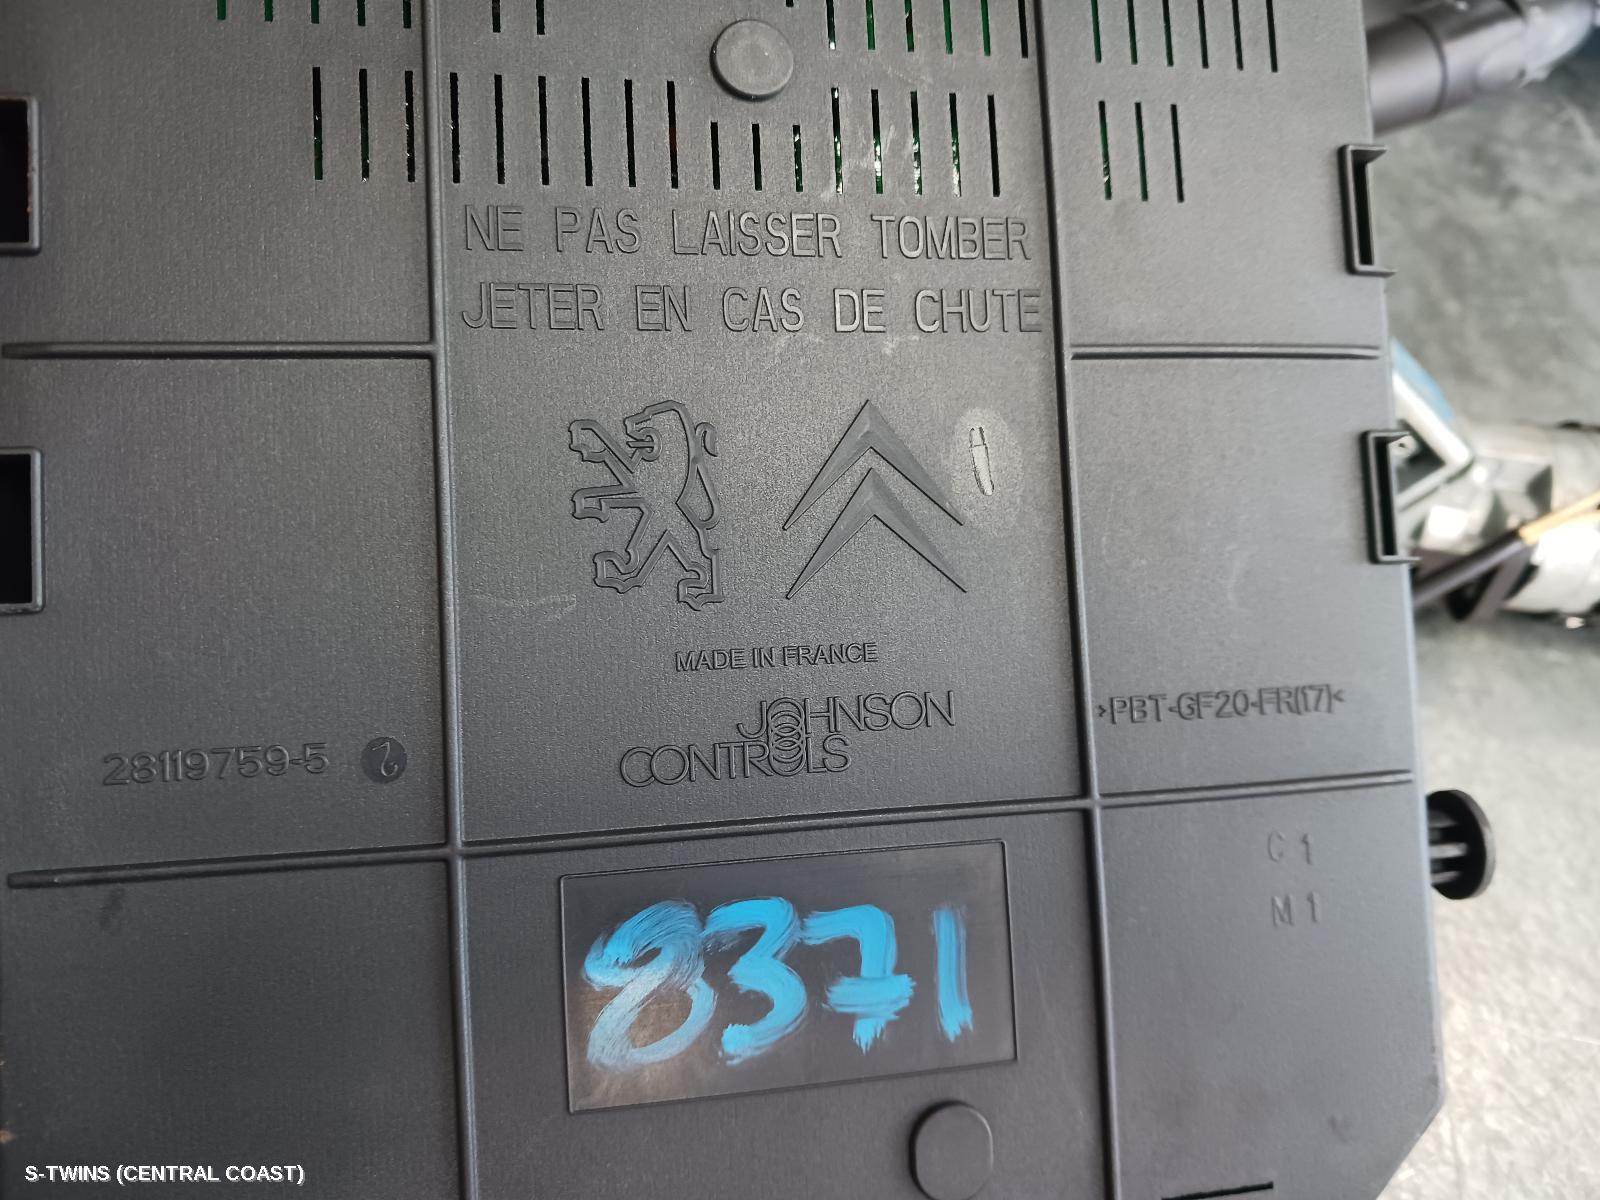 NE PAS LAISSER TOMBER
JETER EN CAS DE CHUTE
MADE IN FRANCE
JOHNSON
CONTROLS
28119759-5 2
>PBT-GF20-FR(17)<
C 1
M 1
8371
S-TWINS (CENTRAL COAST)